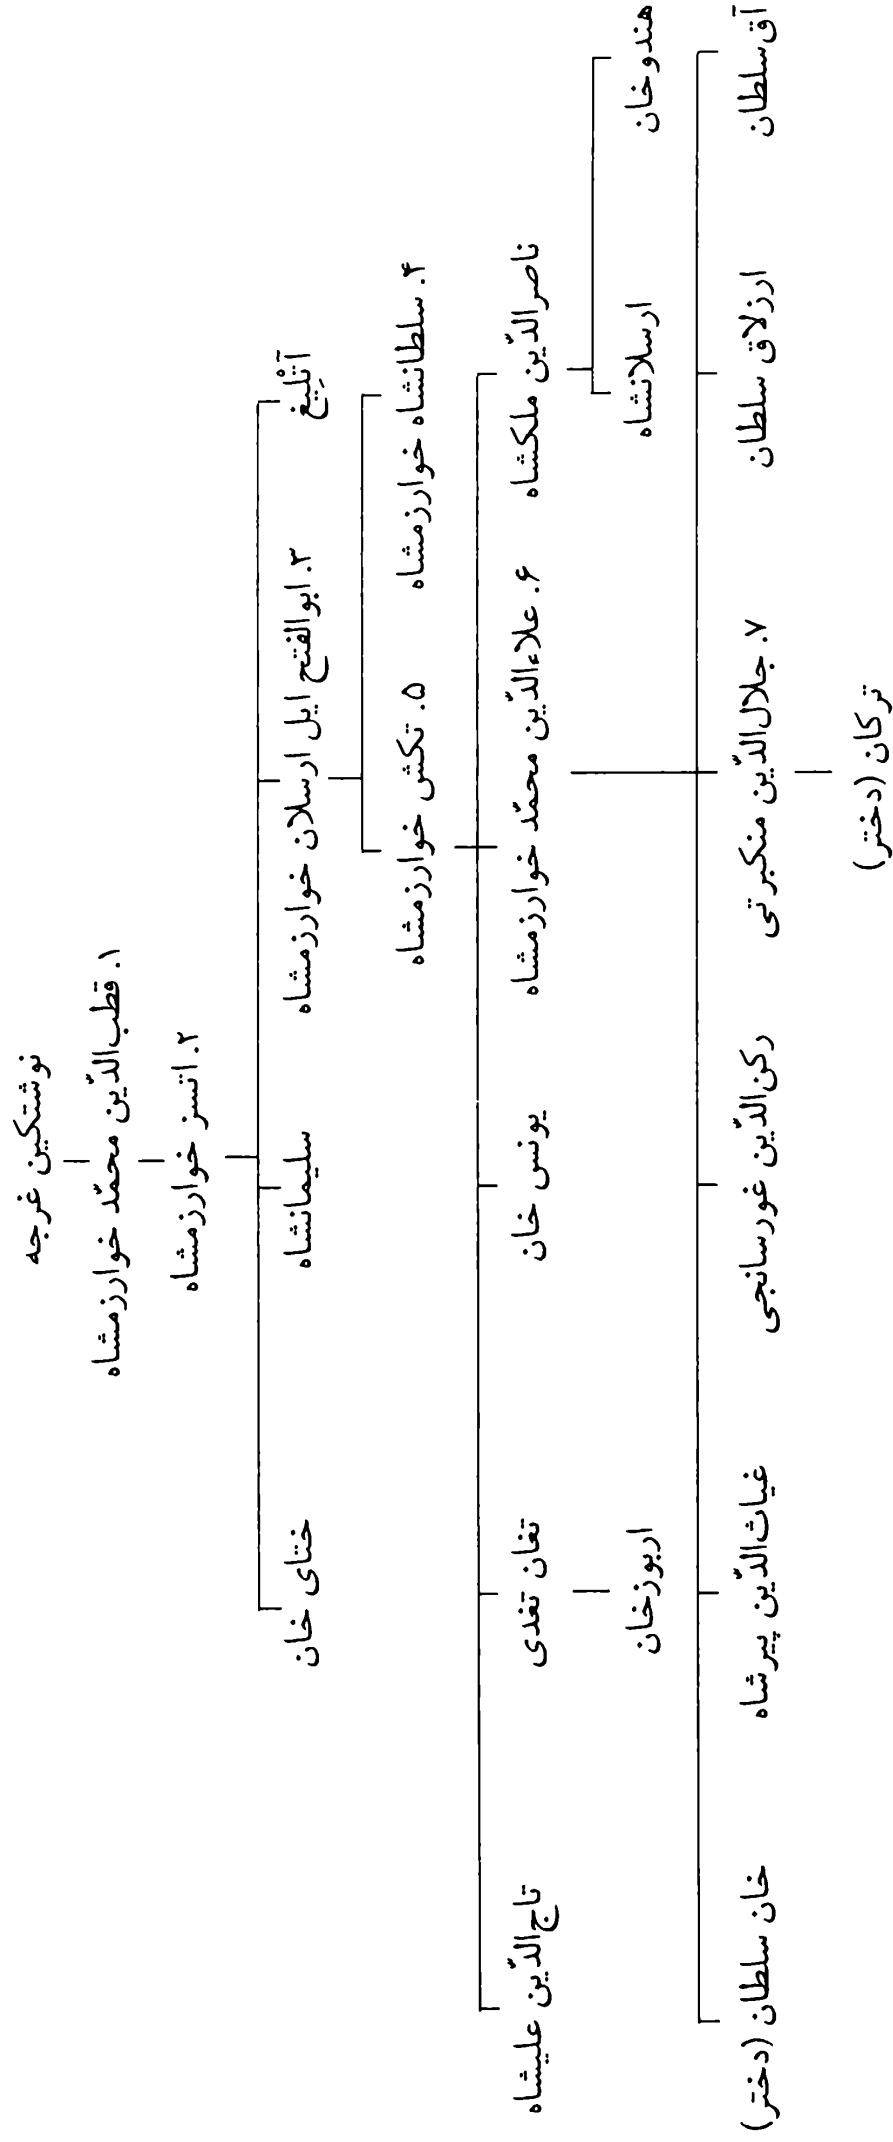 نوشتکین غرجه
۱. قطب‌الدّین محمّد خوارزمشاه
۲. اتسز خوارزمشاه
آتْلِیغ
۳. ابوالفتح ایل ارسلان خوارزمشاه
سلیمانشاه
ختای خان
۴. سلطانشاه خوارزمشاه
۵. تکش خوارزمشاه
ناصرالدّین ملکشاه
۶. علاءالدّین محمّد خوارزمشاه
یونس خان
تغان تغدی
تاج‌الدّین علیشاه
هندوخان
ارسلانشاه
اربوزخان
آق‌سلطان
ارزلاق سلطان
۷. جلال‌الدّین منکبرتی
رکن‌الدّین غورسانجی
غیاث‌الدّین پیرشاه
خان سلطان (دختر)
ترکان (دختر)